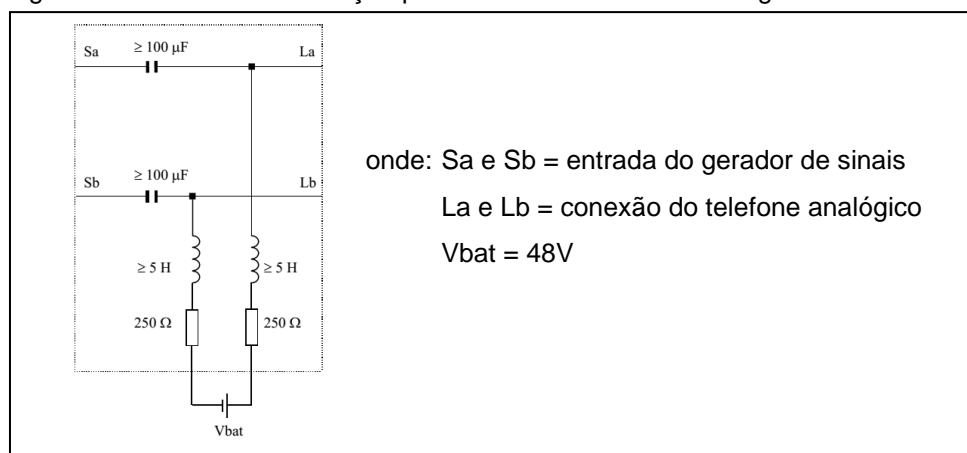 Sa ≥ 100 μF La
Sb ≥ 100 μF Lb
≥ 5 H ≥ 5 H
250 Ω 250 Ω
Vbat
onde: Sa e Sb = entrada do gerador de sinais
La e Lb = conexão do telefone analógico
Vbat = 48V